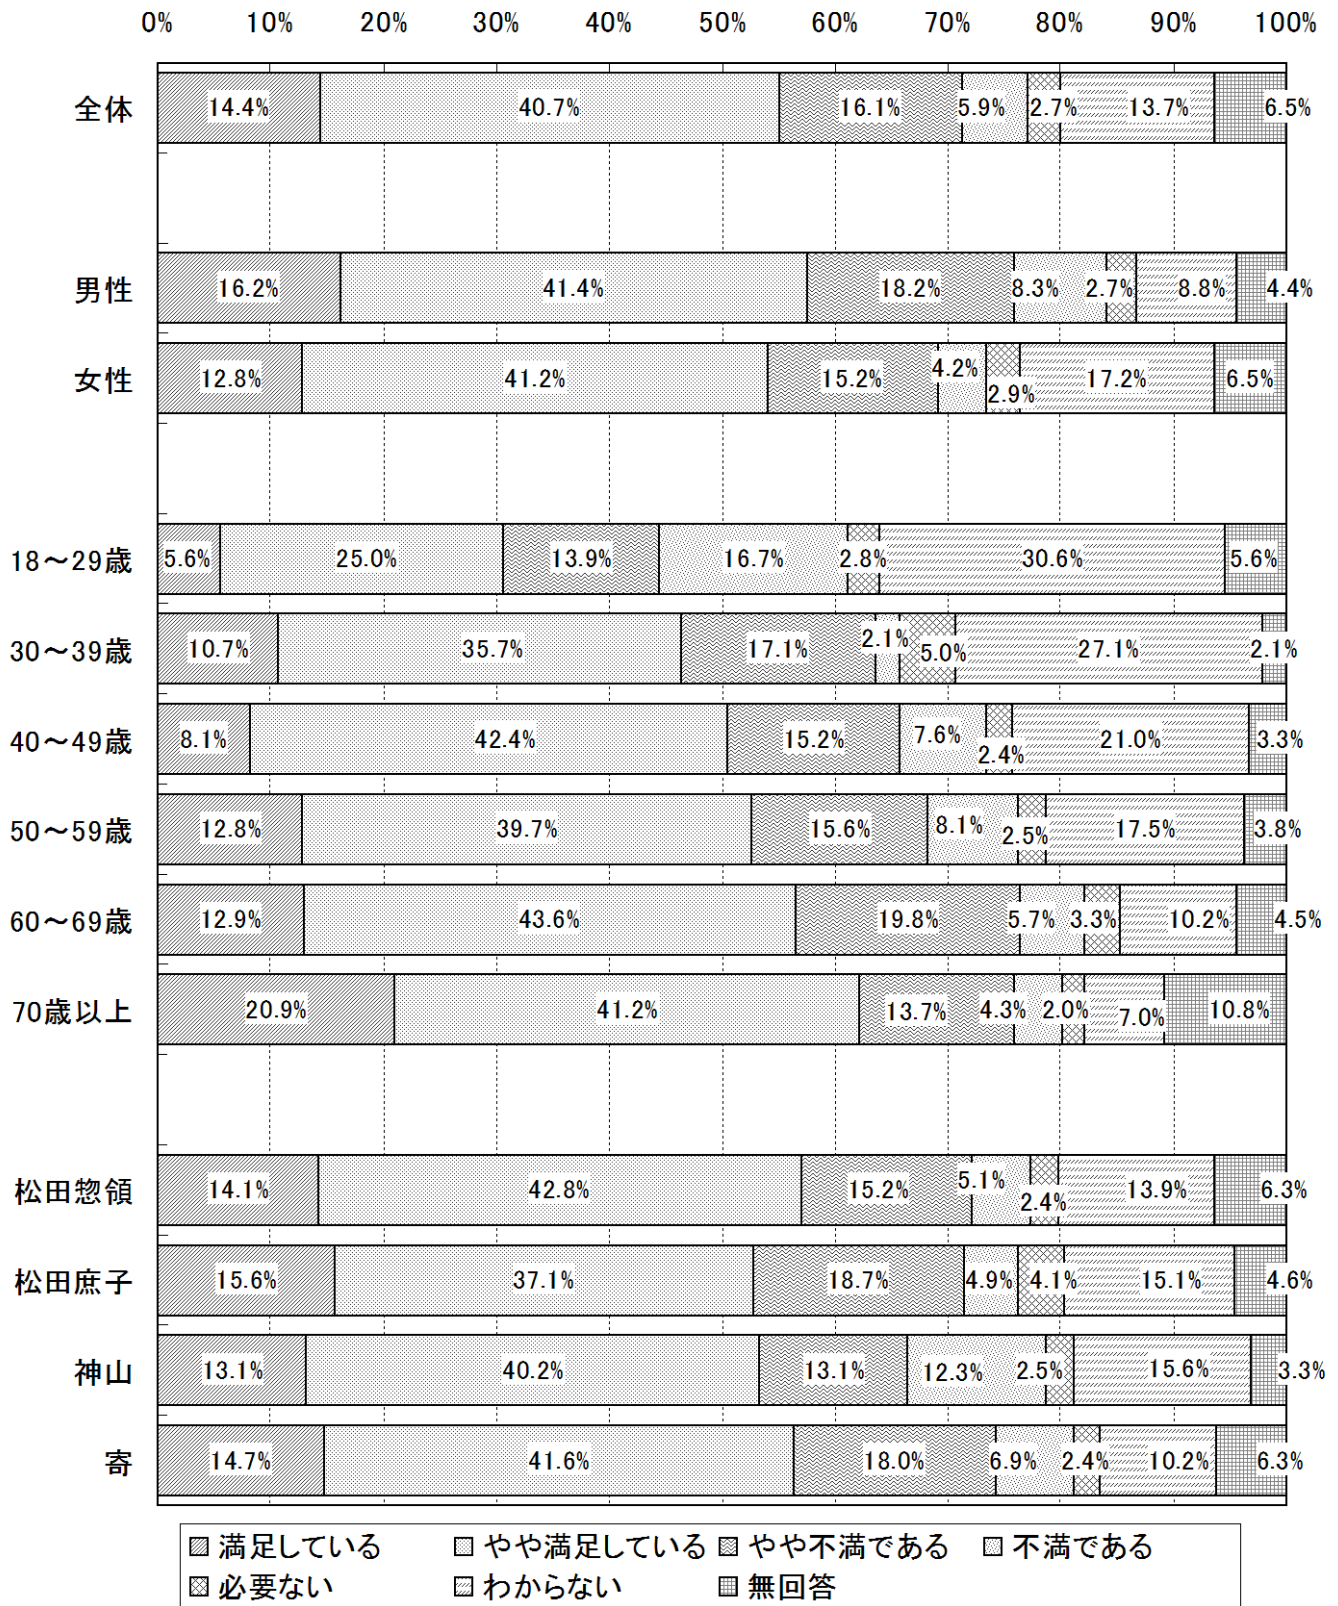 0% 10% 20% 30% 40% 50% 60% 70% 80% 90% 100%
全体 14.4% 40.7% 16.1% 5.9% 2.7% 13.7% 6.5%
男性 16.2% 41.4% 18.2% 8.3% 2.7% 8.8% 4.4%
女性 12.8% 41.2% 15.2% 4.2% 2.9% 17.2% 6.5%
18～29歳 5.6% 25.0% 13.9% 16.7% 2.8% 30.6% 5.6%
30～39歳 10.7% 35.7% 17.1% 2.1% 5.0% 27.1% 2.1%
40～49歳 8.1% 42.4% 15.2% 7.6% 2.4% 21.0% 3.3%
50～59歳 12.8% 39.7% 15.6% 8.1% 2.5% 17.5% 3.8%
60～69歳 12.9% 43.6% 19.8% 5.7% 3.3% 10.2% 4.5%
70歳以上 20.9% 41.2% 13.7% 4.3% 2.0% 7.0% 10.8%
松田惣領 14.1% 42.8% 15.2% 5.1% 2.4% 13.9% 6.3%
松田庶子 15.6% 37.1% 18.7% 4.9% 4.1% 15.1% 4.6%
神山 13.1% 40.2% 13.1% 12.3% 2.5% 15.6% 3.3%
寄 14.7% 41.6% 18.0% 6.9% 2.4% 10.2% 6.3%
満足している やや満足している やや不満である 不満である
必要ない わからない 無回答